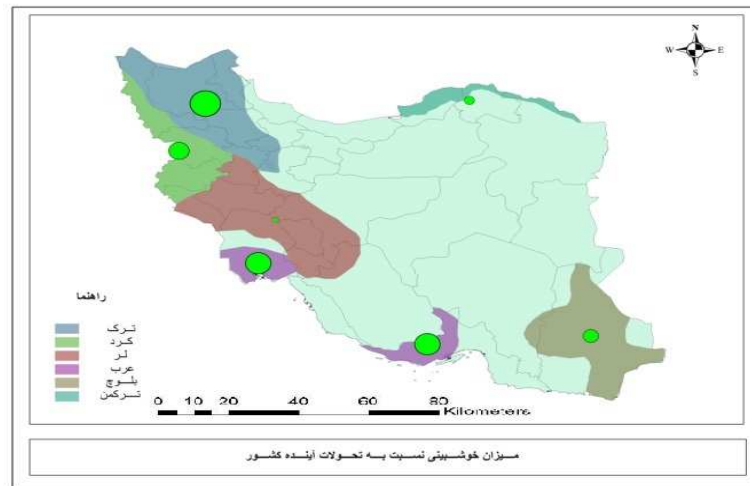 N
W E
S
راهنما
ترک
کرد
لر
عرب
بلوچ
ترکمن
0 5 10 20 40 60 80
Kilometers
میزان خوشبینی نسبت به تحولات آینده کشور